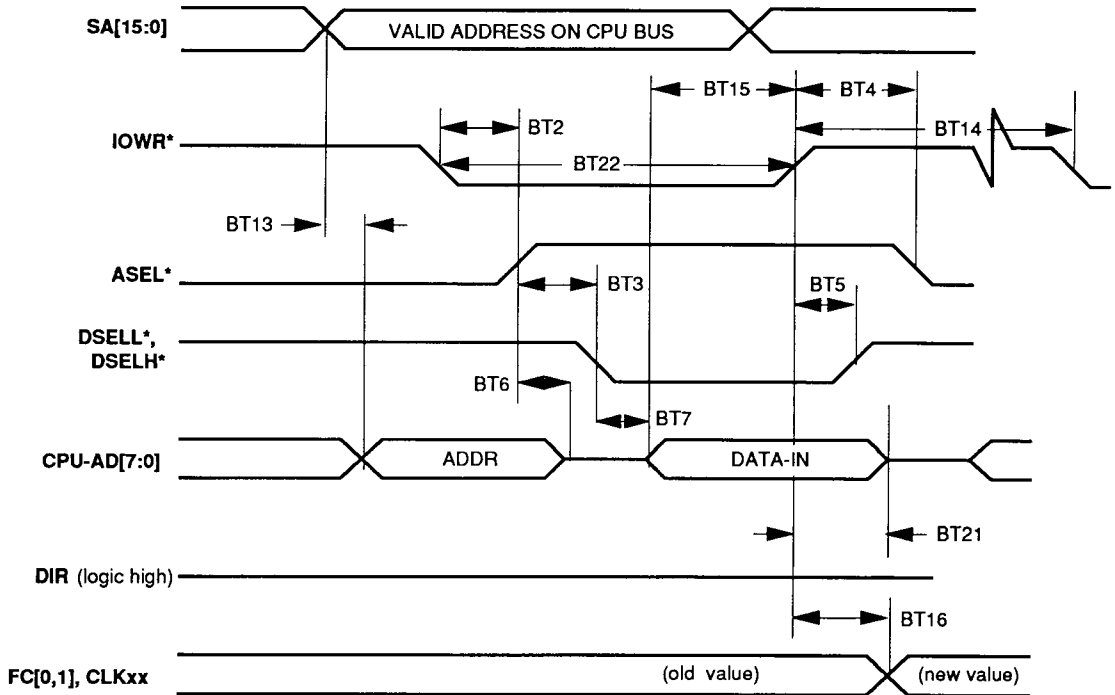 SA[15:0]
VALID ADDRESS ON CPU BUS
BT15
BT4
BT2
BT14
IOWR*
BT22
BT13
ASEL*
BT3
BT5
DSELL*,
DSELH*
BT6
BT7
CPU-AD[7:0]
ADDR
DATA-IN
BT21
DIR (logic high)
BT16
FC[0,1], CLKxx
(old value)
(new value)